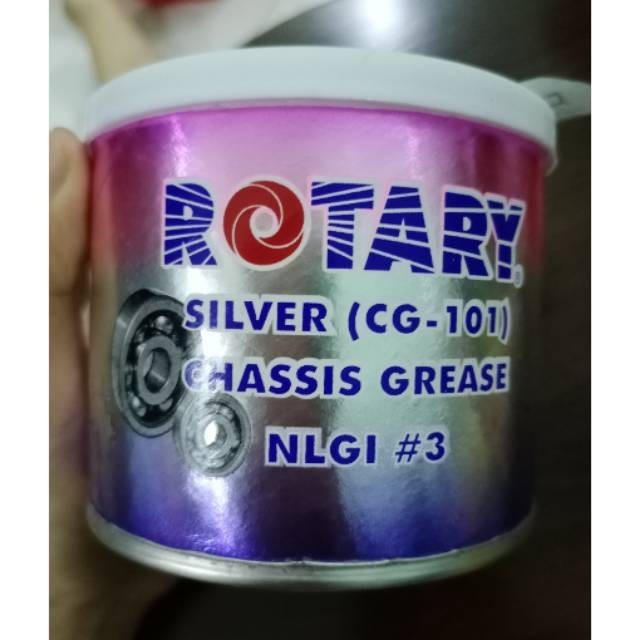 ROTARY®
SILVER (CG-101)
CHASSIS GREASE
NLGI #3